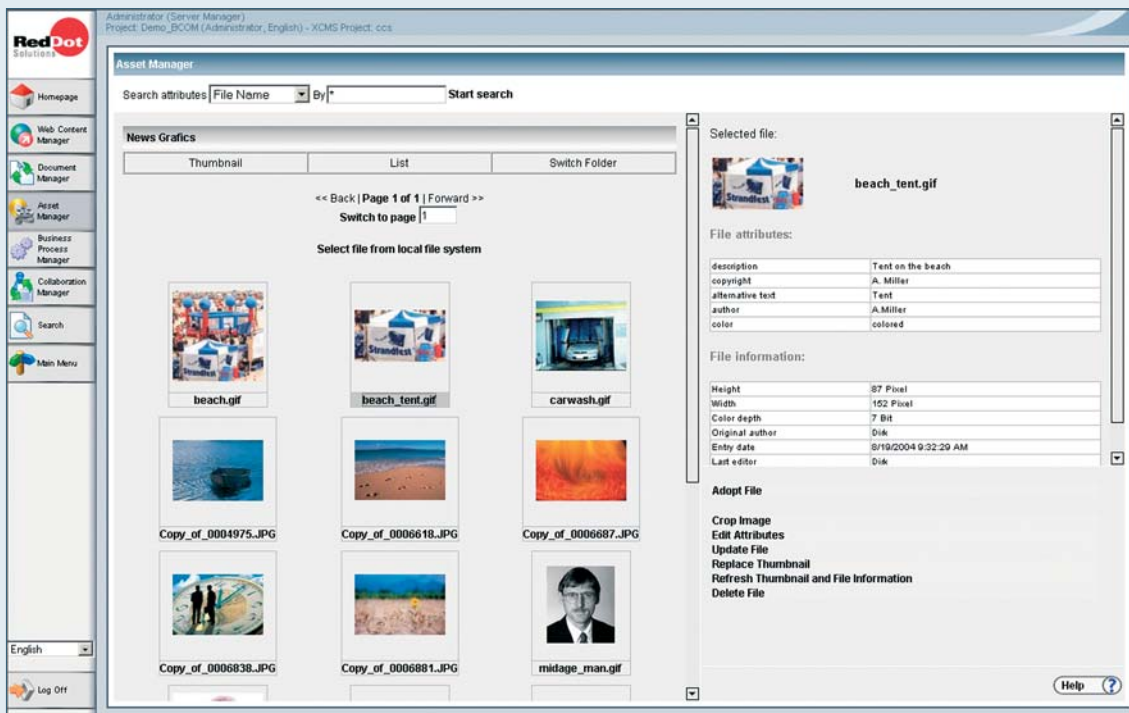 Administrator (Server Manager)
Project: Demo_BCOM (Administrator, English) - XCMS Project: ccs
RedDot
Solutions
Homepage
Web Content
Manager
Document
Manager
Asset
Manager
Business
Process
Manager
Collaboration
Manager
Search
Main Menu
English
Log Off
Asset Manager
Search attributes File Name By * Start search
News Grafics
Thumbnail List Switch Folder
<< Back | Page 1 of 1 | Forward >>
Switch to page 1
Select file from local file system
Strandfest
Strandfest
beach.gif beach_tent.gif carwash.gif
Copy_of_0004975.JPG Copy_of_0006618.JPG Copy_of_0006687.JPG
Copy_of_0006838.JPG Copy_of_0006881.JPG midage_man.gif
Selected file:
Strandfest
beach_tent.gif
File attributes:
description Tent on the beach
copyright A. Miller
alternative text Tent
author A.Miller
color colored
File information:
Height 87 Pixel
Width 152 Pixel
Color depth 7 Bit
Original author Dirk
Entry date 8/19/2004 9:32:29 AM
Last editor Dirk
Adopt File
Crop Image
Edit Attributes
Update File
Replace Thumbnail
Refresh Thumbnail and File Information
Delete File
Help ?